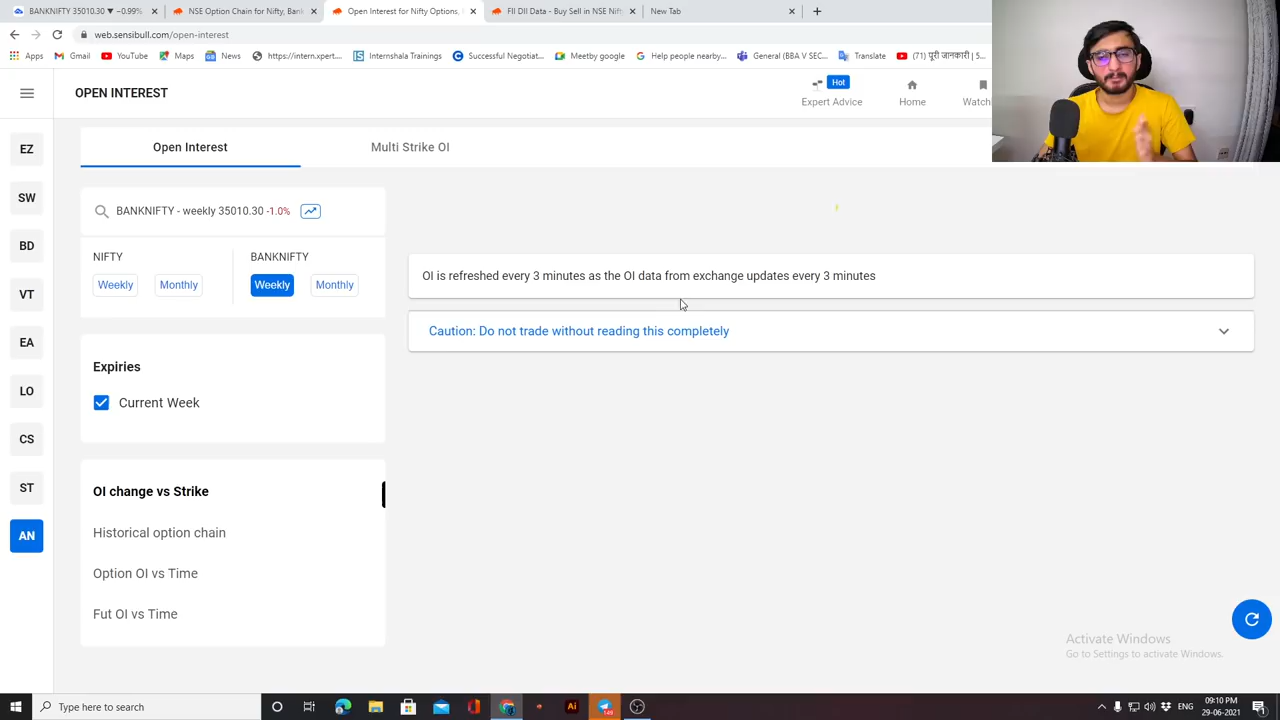 BANKNIFTY 35010.30 ▼ −0.99%
NSE Option Chain for Nifty, Bank
Open Interest for Nifty Options,
FII DII Data - Buy Sell in NSE Nif
New Tab
web.sensibull.com/open-interest
Apps
Gmail
YouTube
Maps
News
https://intern.xpert...
Internshala Trainings
Successful Negotiat...
Meetby google
Help people nearby...
General (BBA V SEC...
Translate
(71) पूरी जानकारी | 5...
OPEN INTEREST
Hot
Expert Advice
Home
Watch
EZ
SW
BD
VT
EA
LO
CS
ST
AN
Open Interest
Multi Strike OI
BANKNIFTY - weekly 35010.30 -1.0%
NIFTY
BANKNIFTY
Weekly
Monthly
Weekly
Monthly
OI is refreshed every 3 minutes as the OI data from exchange updates every 3 minutes
Caution: Do not trade without reading this completely
Expiries
Current Week
OI change vs Strike
Historical option chain
Option OI vs Time
Fut OI vs Time
Activate Windows
Go to Settings to activate Windows.
Type here to search
Ai
149
ENG
09:10 PM
29-06-2021
1